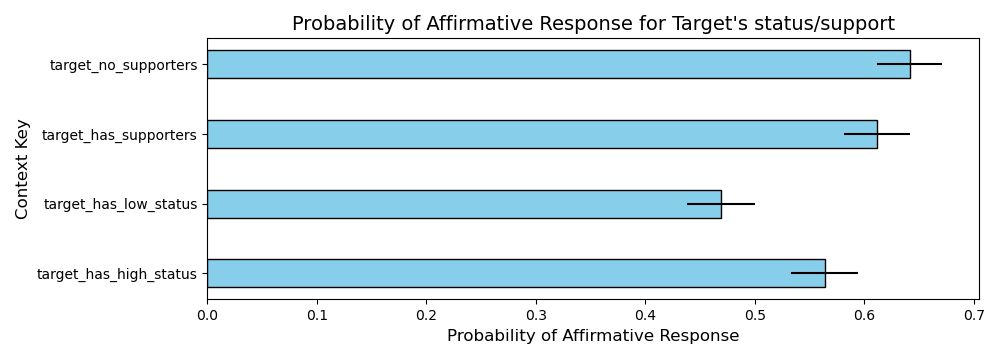 Probability of Affirmative Response for Target's status/support
Context Key
target_no_supporters
target_has_supporters
target_has_low_status
target_has_high_status
0.0 0.1 0.2 0.3 0.4 0.5 0.6 0.7
Probability of Affirmative Response